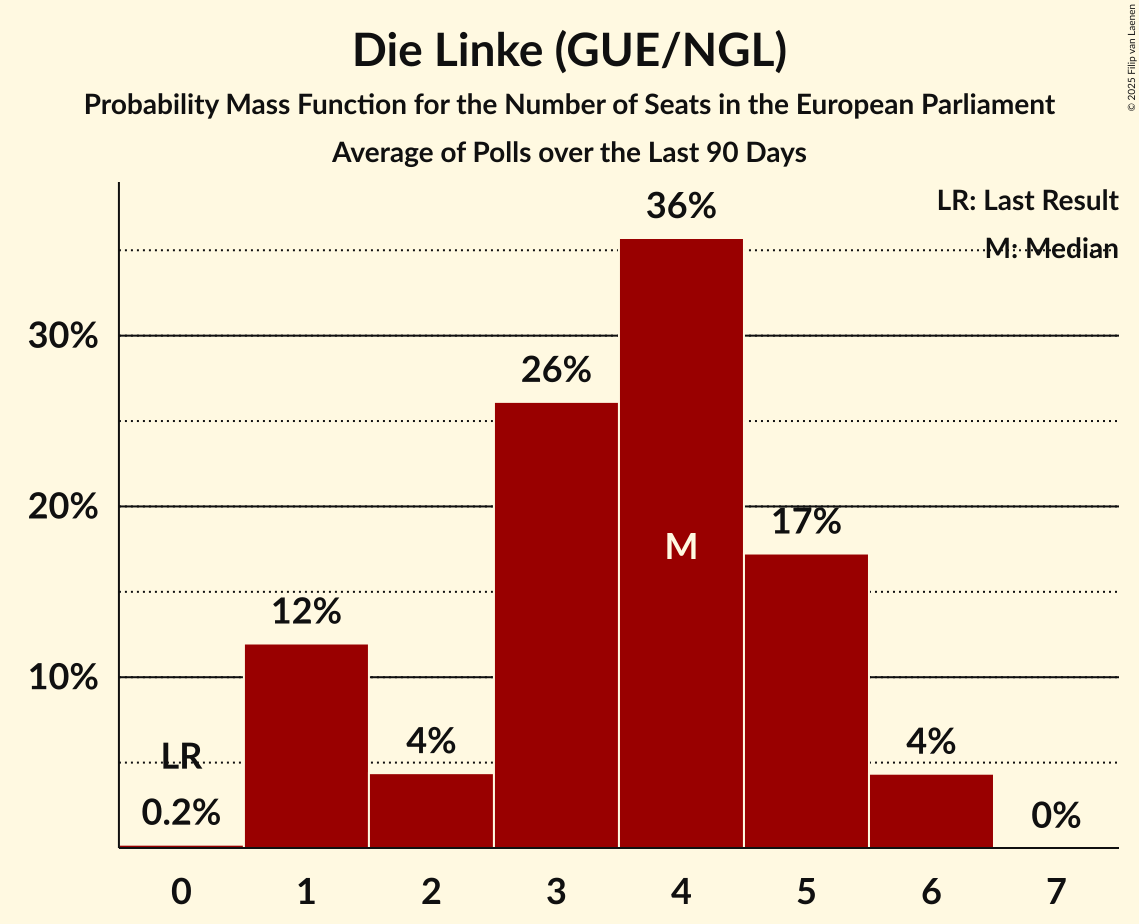 Die Linke (GUE/NGL)
Probability Mass Function for the Number of Seats in the European Parliament
Average of Polls over the Last 90 Days
© 2025 Filip van Laenen
LR: Last Result
M: Median
36%
30%
26%
20%
17%
M
12%
10%
LR
4%
4%
0.2%
0%
0 1 2 3 4 5 6 7